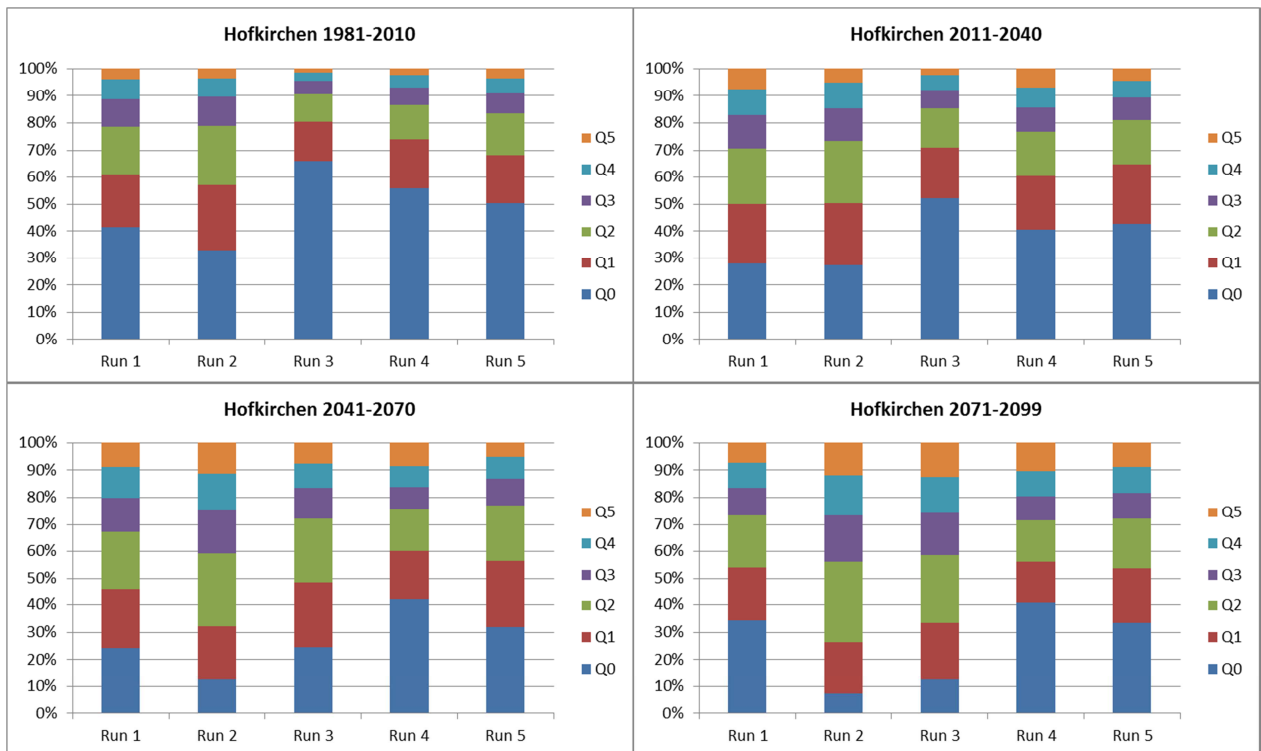 Hofkirchen 1981-2010
100%
90%
80%
70%
60%
50%
40%
30%
20%
10%
0%
Run 1 Run 2 Run 3 Run 4 Run 5
Q5
Q4
Q3
Q2
Q1
Q0
Hofkirchen 2011-2040
100%
90%
80%
70%
60%
50%
40%
30%
20%
10%
0%
Run 1 Run 2 Run 3 Run 4 Run 5
Q5
Q4
Q3
Q2
Q1
Q0
Hofkirchen 2041-2070
100%
90%
80%
70%
60%
50%
40%
30%
20%
10%
0%
Run 1 Run 2 Run 3 Run 4 Run 5
Q5
Q4
Q3
Q2
Q1
Q0
Hofkirchen 2071-2099
100%
90%
80%
70%
60%
50%
40%
30%
20%
10%
0%
Run 1 Run 2 Run 3 Run 4 Run 5
Q5
Q4
Q3
Q2
Q1
Q0